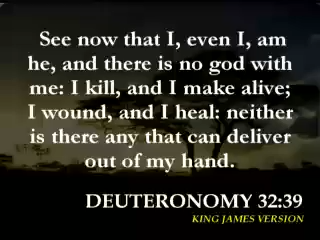 See now that I, even I, am
he, and there is no god with
me: I kill, and I make alive;
I wound, and I heal: neither
is there any that can deliver
out of my hand.
DEUTERONOMY 32:39
KING JAMES VERSION